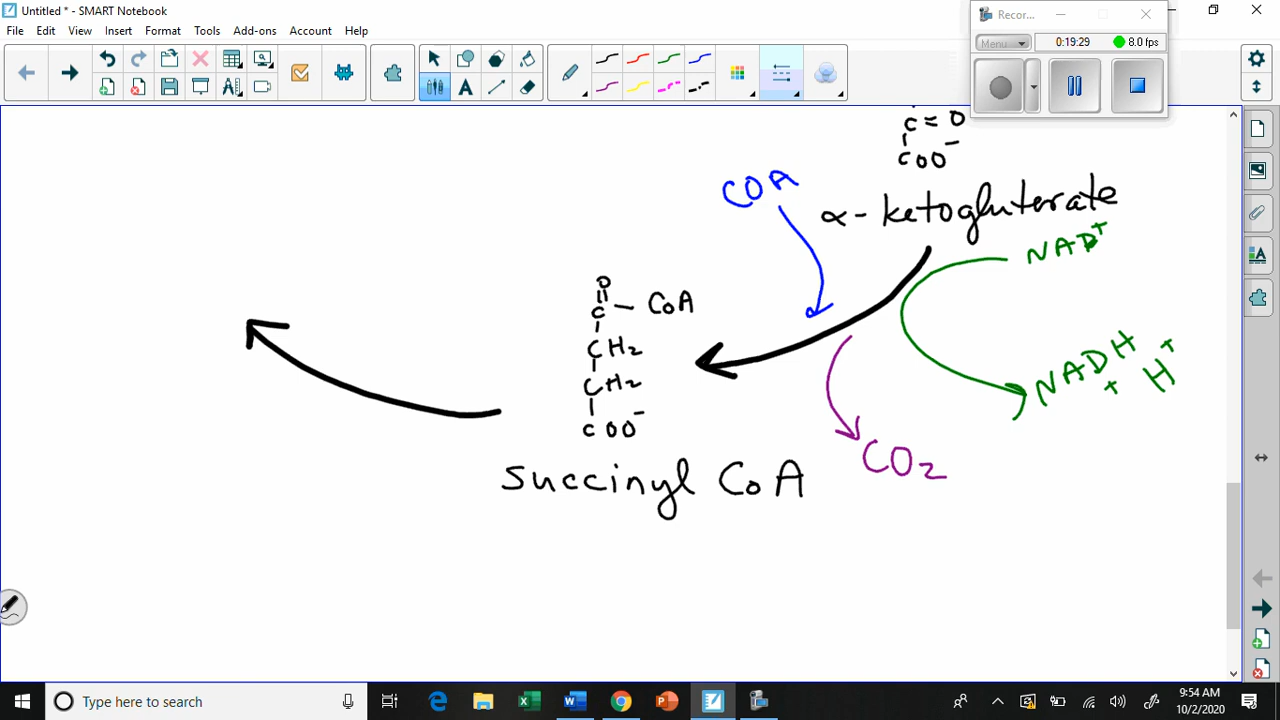 Untitled * - SMART Notebook
Recor...
File Edit View Insert Format Tools Add-ons Account Help
Menu
0:19:29
8.0 fps
C = O
COO⁻
COA
α - ketogluterate
NAD⁺
O
C - CoA
CH₂
CH₂
COO⁻
NADH
+ H⁺
CO₂
succinyl CoA
Type here to search
9:54 AM
10/2/2020